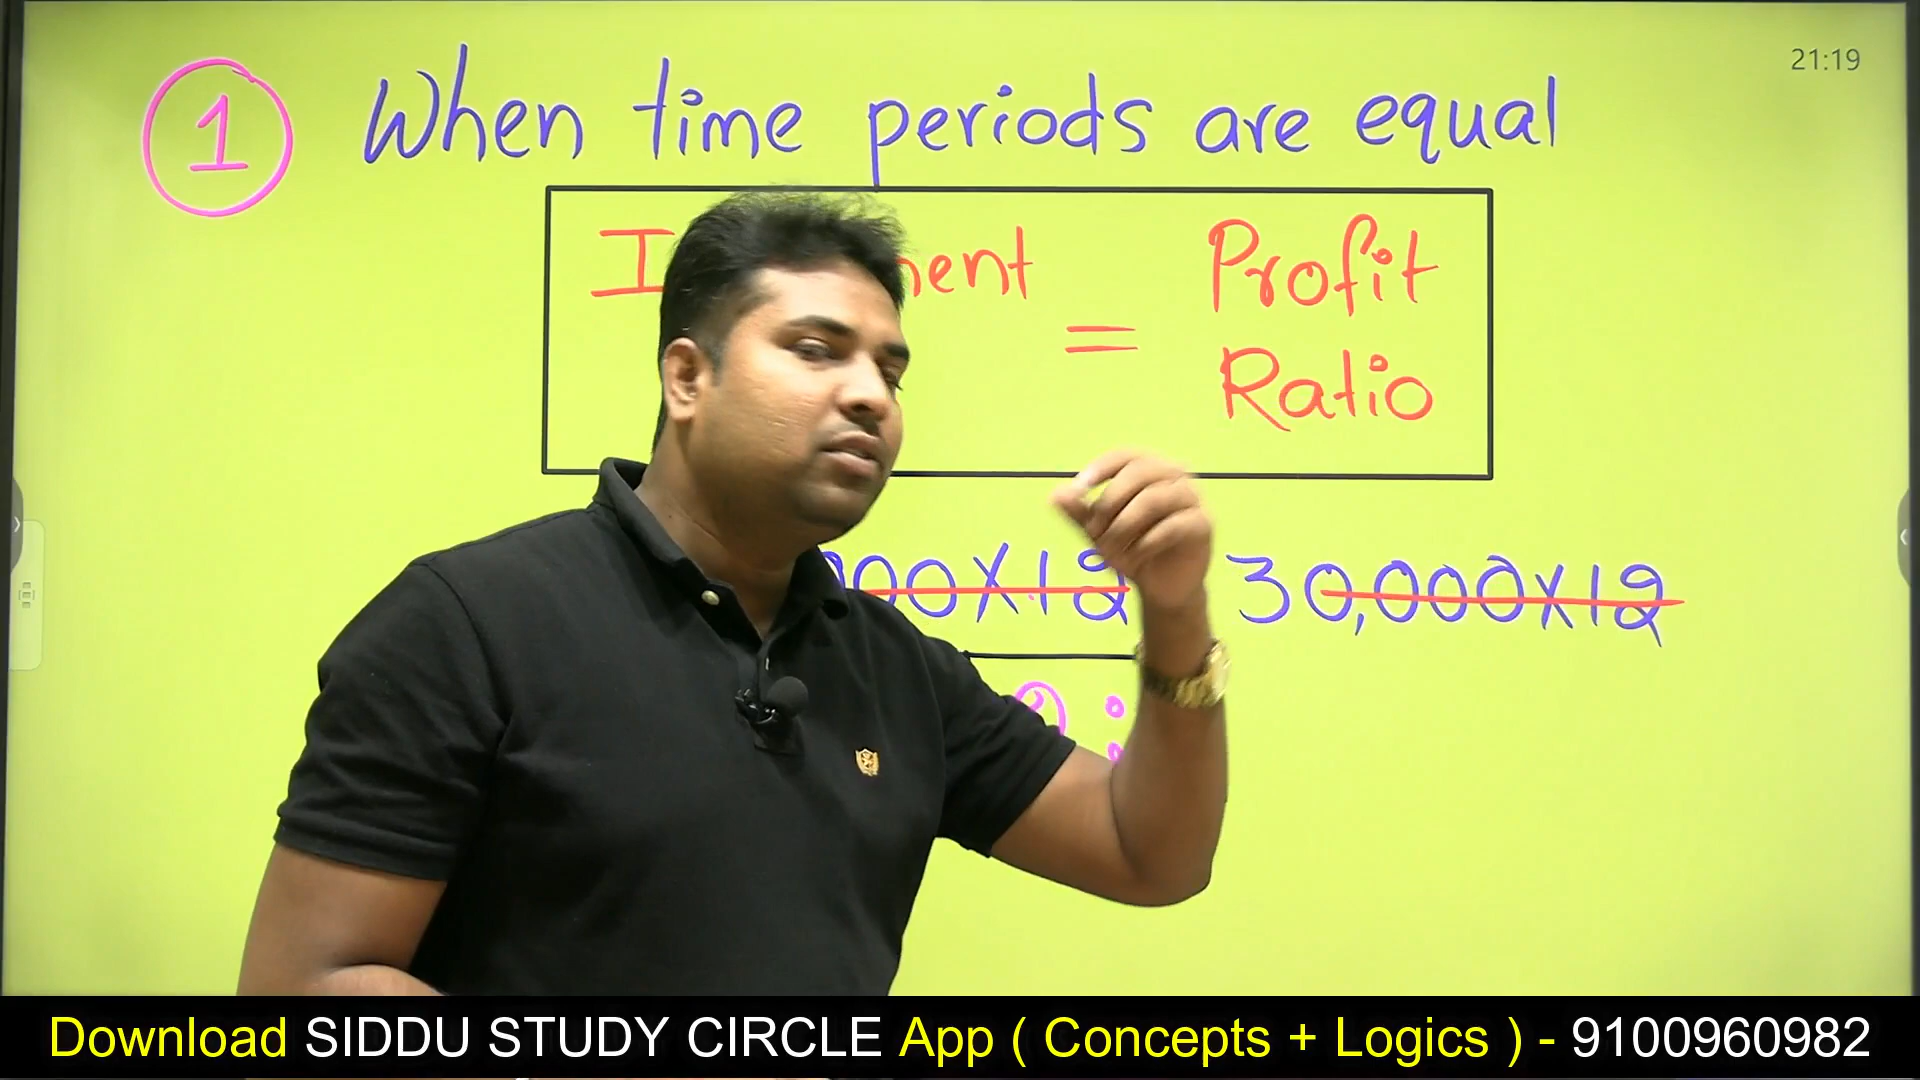 21:19
1 When time periods are equal
Profit
=
Ratio
000X12 30,000X12
:
Download SIDDU STUDY CIRCLE App ( Concepts + Logics ) - 9100960982